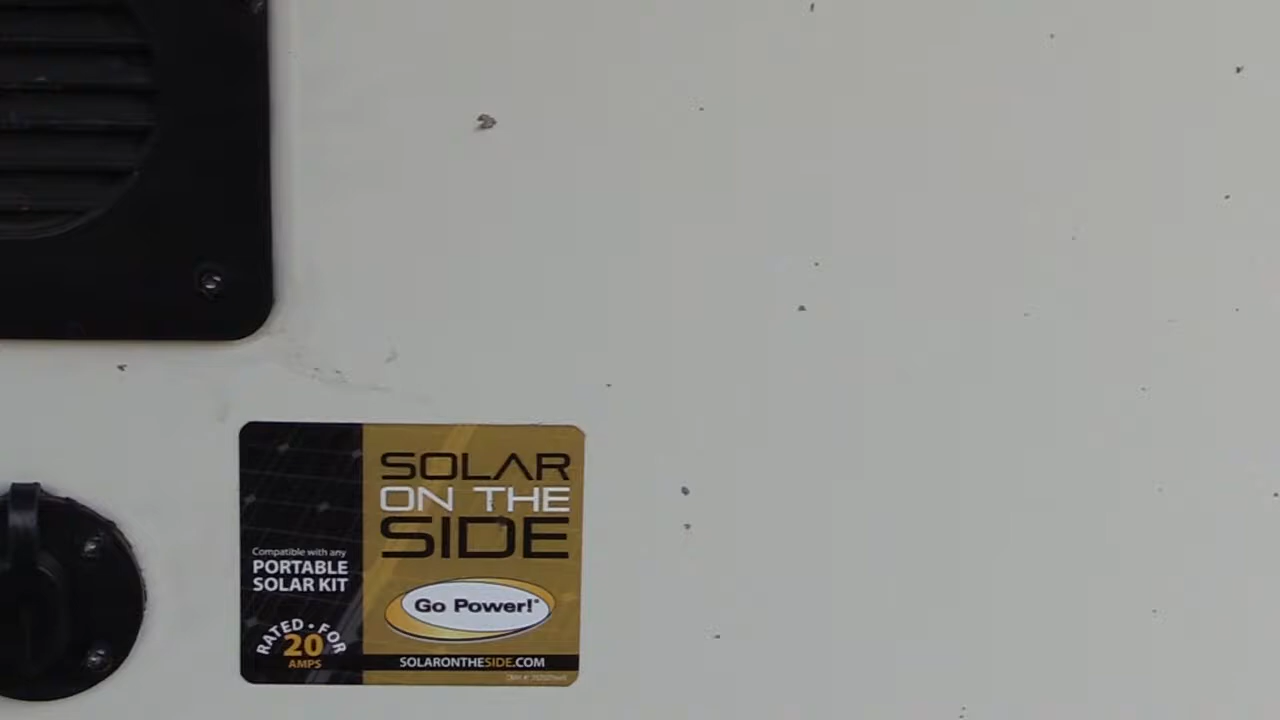 SOLAR
ON THE
SIDE
Compatible with any
PORTABLE
SOLAR KIT
Go Power!
RATED • FOR
20
AMPS
SOLARONTHESIDE.COM